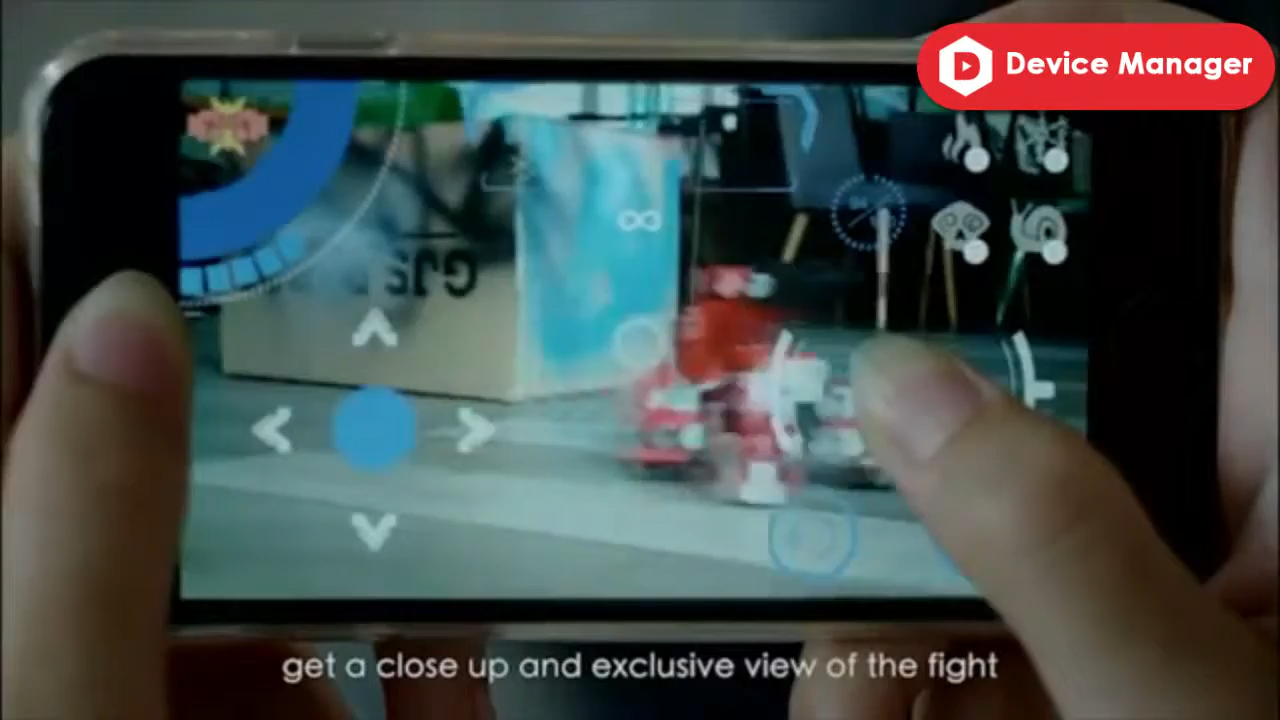 Device Manager
get a close up and exclusive view of the fight